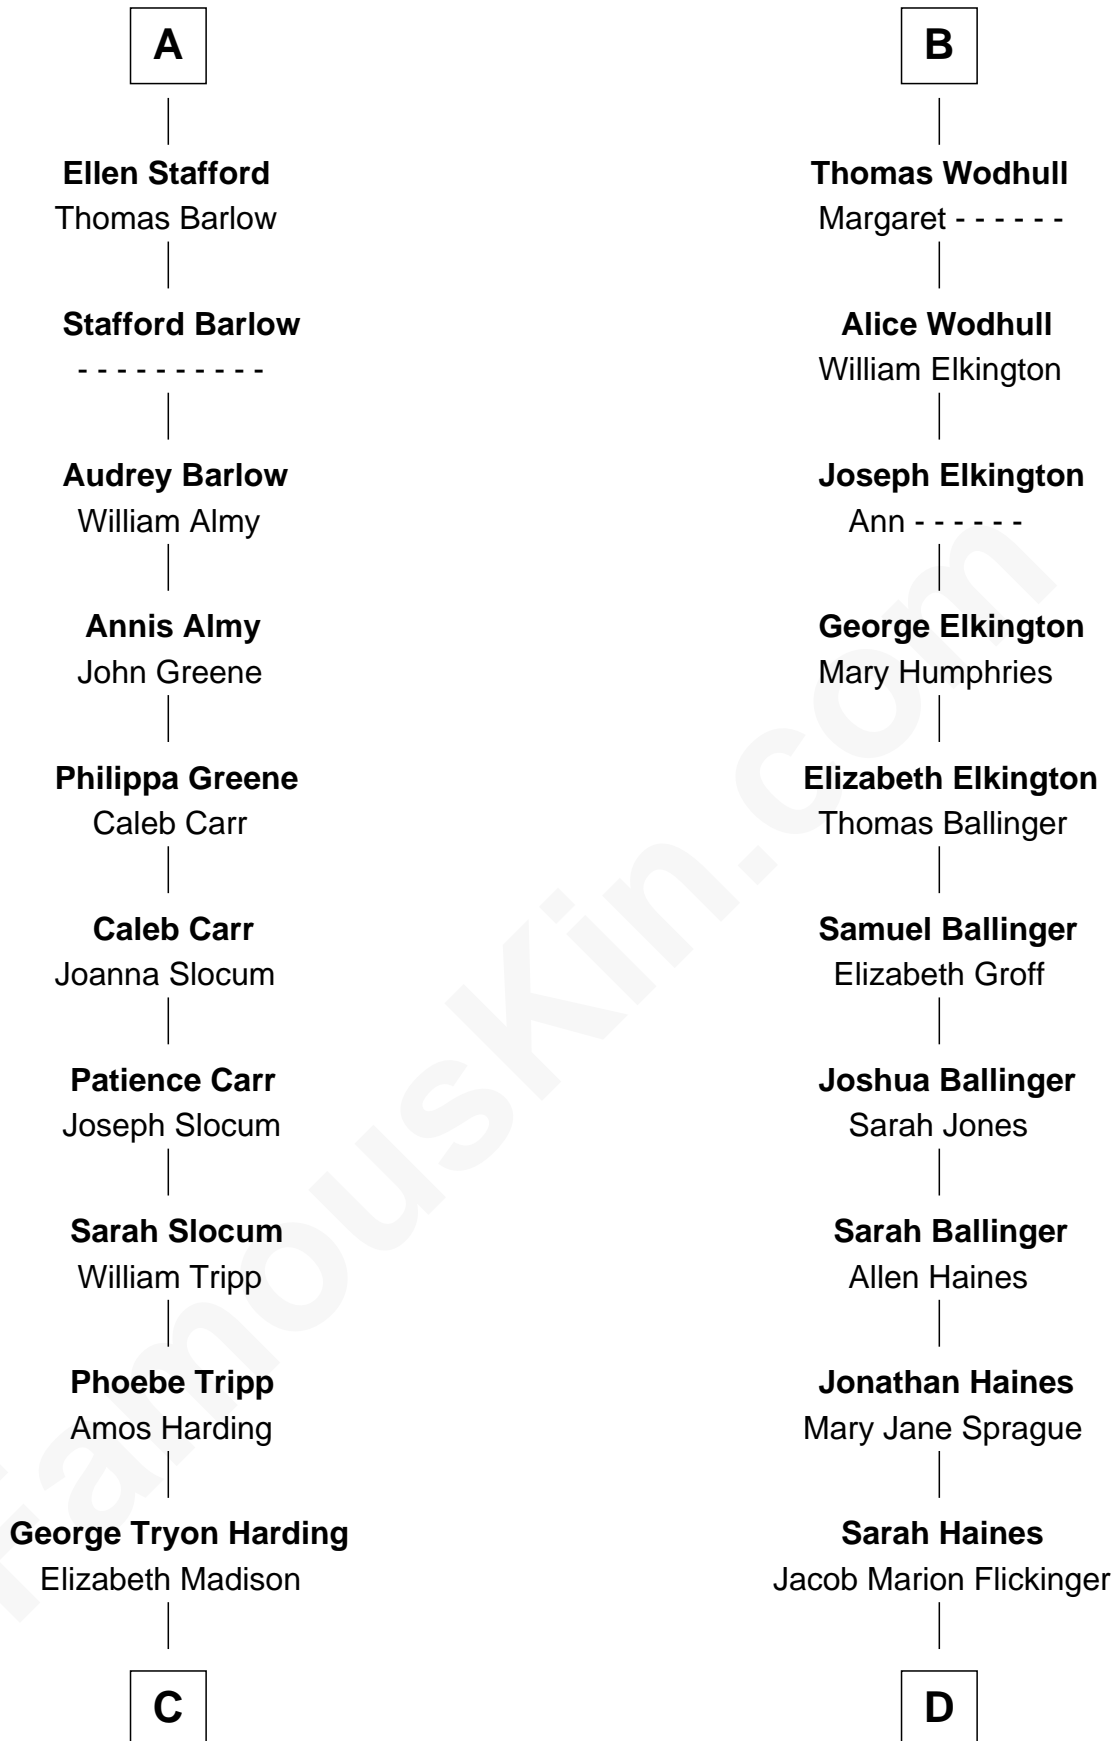 A
Ellen Stafford
Thomas Barlow
Stafford Barlow
- - - - - - - - - -
Audrey Barlow
William Almy
Annis Almy
John Greene
Philippa Greene
Caleb Carr
Caleb Carr
Joanna Slocum
Patience Carr
Joseph Slocum
Sarah Slocum
William Tripp
Phoebe Tripp
Amos Harding
George Tryon Harding
Elizabeth Madison
C
B
Thomas Wodhull
Margaret - - - - - -
Alice Wodhull
William Elkington
Joseph Elkington
Ann - - - - - -
George Elkington
Mary Humphries
Elizabeth Elkington
Thomas Ballinger
Samuel Ballinger
Elizabeth Groff
Joshua Ballinger
Sarah Jones
Sarah Ballinger
Allen Haines
Jonathan Haines
Mary Jane Sprague
Sarah Haines
Jacob Marion Flickinger
D
FamousKin.com